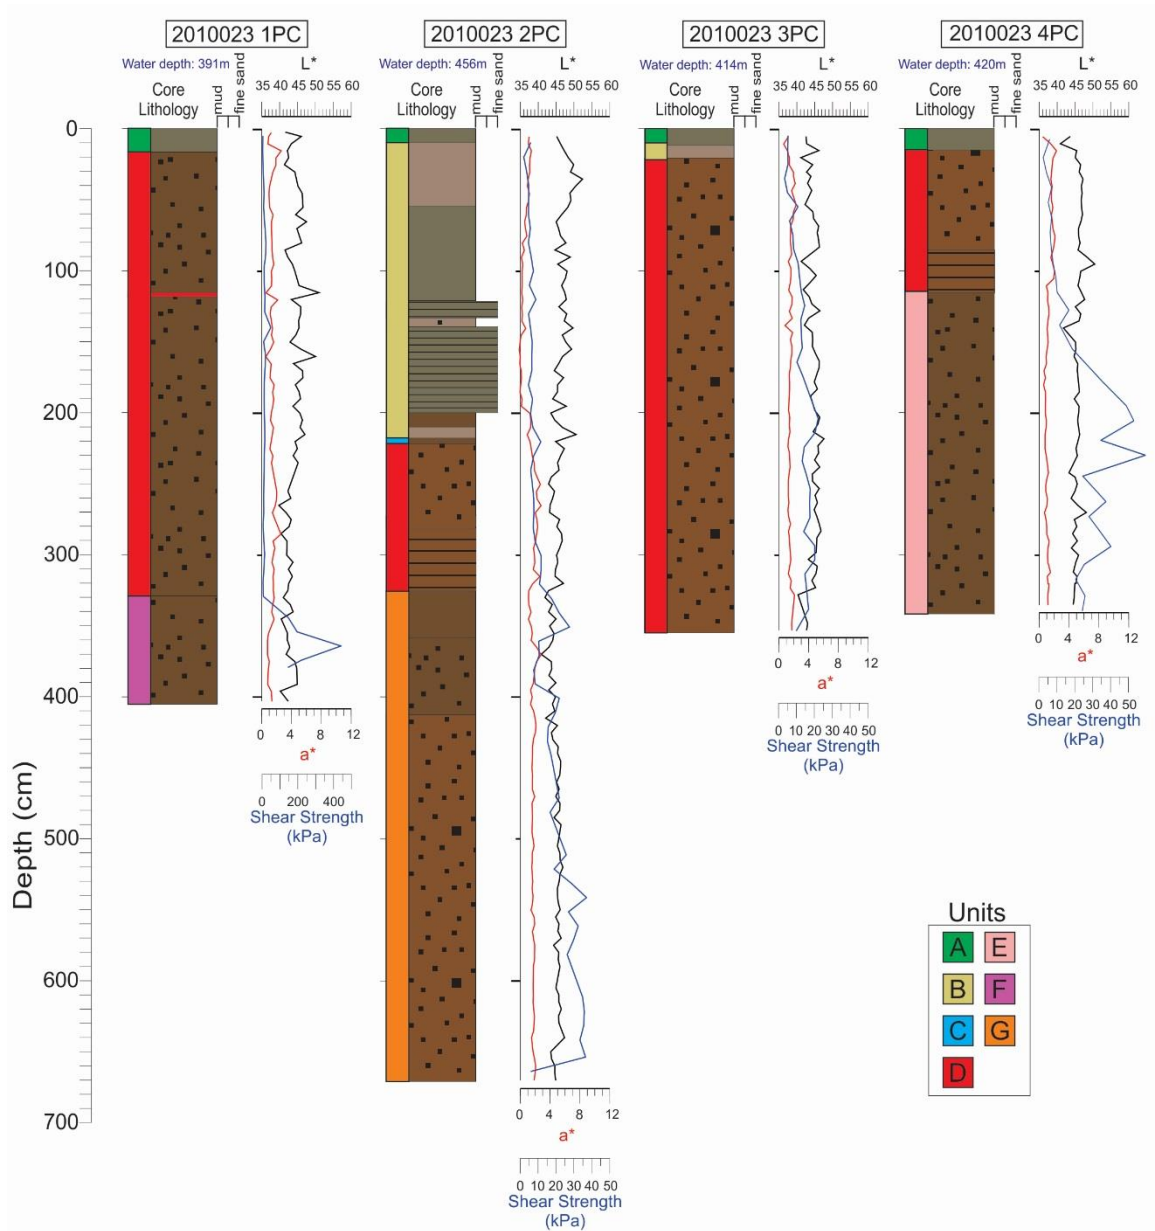 2010023 1PC
Water depth: 391m
Core
Lithology
mud
fine sand
L*
35 40 45 50 55 60
2010023 2PC
Water depth: 456m
Core
Lithology
mud
fine sand
L*
35 40 45 50 55 60
2010023 3PC
Water depth: 414m
Core
Lithology
mud
fine sand
L*
35 40 45 50 55 60
2010023 4PC
Water depth: 420m
Core
Lithology
mud
fine sand
L*
35 40 45 50 55 60
Depth (cm)
0
100
200
300
400
500
600
700
0 4 8 12
a*
0 200 400
Shear Strength
(kPa)
0 4 8 12
a*
0 10 20 30 40 50
Shear Strength
(kPa)
0 4 8 12
a*
0 10 20 30 40 50
Shear Strength
(kPa)
0 4 8 12
a*
0 10 20 30 40 50
Shear Strength
(kPa)
Units
A E
B F
C G
D